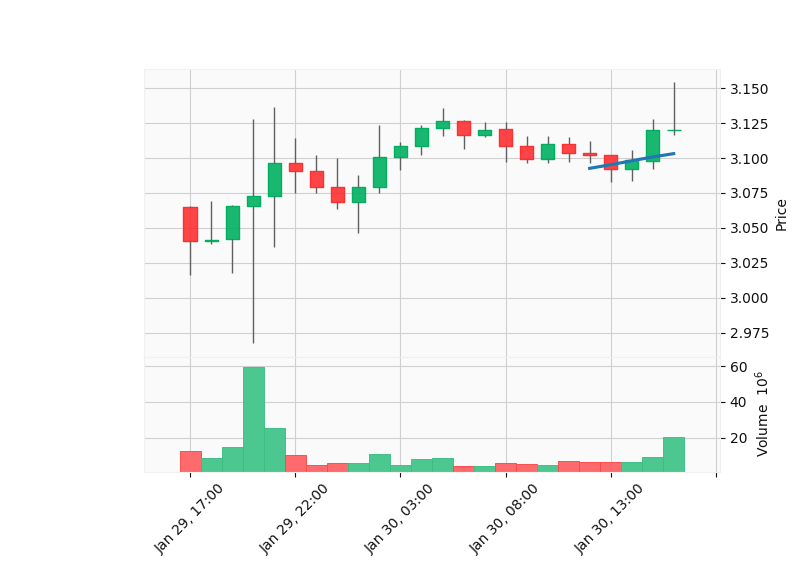 3.150
3.125
3.100
3.075
3.050
3.025
3.000
2.975
Price
60
40
20
Volume 10^6
Jan 29, 17:00
Jan 29, 22:00
Jan 30, 03:00
Jan 30, 08:00
Jan 30, 13:00